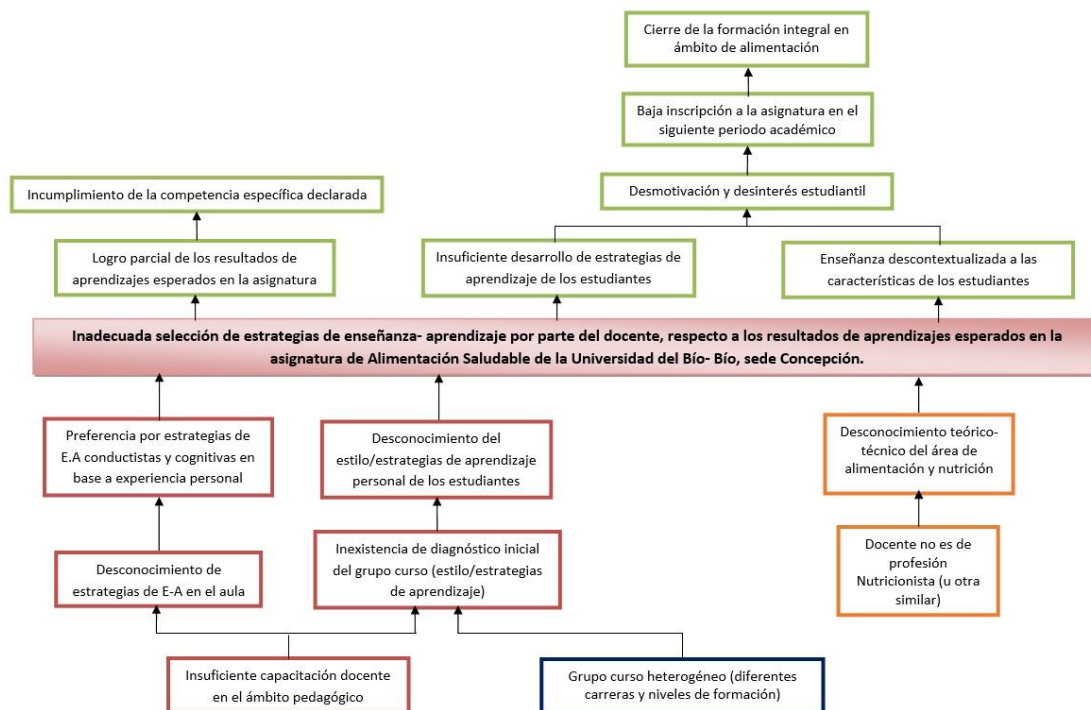 Cierre de la formación integral en
ámbito de alimentación
Baja inscripción a la asignatura en el
siguiente periodo académico
Desmotivación y desinterés estudiantil
Incumplimiento de la competencia específica declarada
Logro parcial de los resultados de
aprendizajes esperados en la asignatura
Insuficiente desarrollo de estrategias de
aprendizaje de los estudiantes
Enseñanza descontextualizada a las
características de los estudiantes
Inadecuada selección de estrategias de enseñanza- aprendizaje por parte del docente, respecto a los resultados de aprendizajes esperados en la
asignatura de Alimentación Saludable de la Universidad del Bío- Bío, sede Concepción.
Preferencia por estrategias de
E.A conductistas y cognitivas en
base a experiencia personal
Desconocimiento del
estilo/estrategias de aprendizaje
personal de los estudiantes
Desconocimiento teórico-
técnico del área de
alimentación y nutrición
Desconocimiento de
estrategias de E-A en el aula
Inexistencia de diagnóstico inicial
del grupo curso (estilo/estrategias
de aprendizaje)
Docente no es de
profesión
Nutricionista (u otra
similar)
Insuficiente capacitación docente
en el ámbito pedagógico
Grupo curso heterogéneo (diferentes
carreras y niveles de formación)